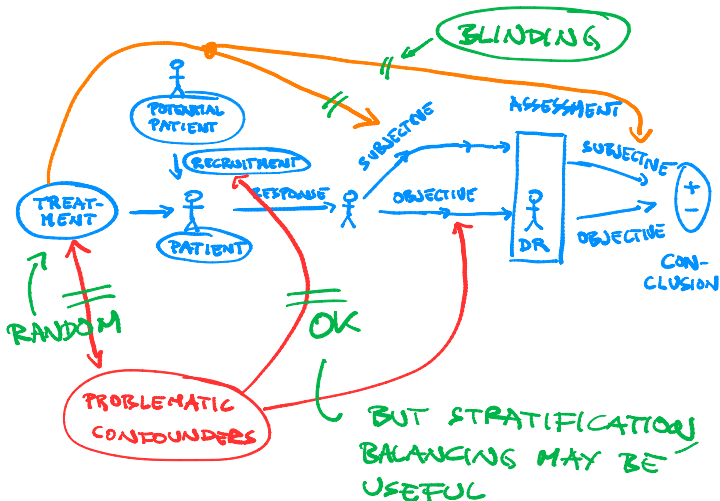 BLINDING
POTENTIAL
PATIENT
ASSESSMENT
SUBJECTIVE
SUBJECTIVE
RECRUITMENT
TREAT-
MENT
RESPONSE
OBJECTIVE
+
-
PATIENT
DR
OBJECTIVE
CON-
CLUSION
RANDOM
OK
PROBLEMATIC
CONFOUNDERS
BUT STRATIFICATION/
BALANCING MAY BE
USEFUL